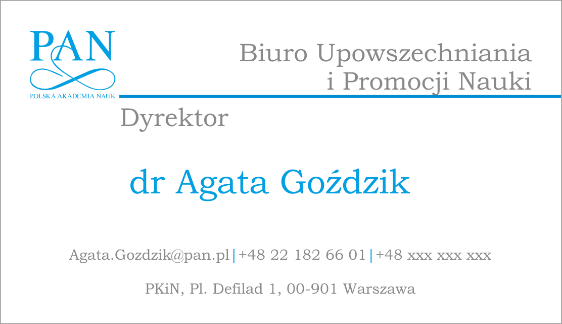 PAN
POLSKA AKADEMIA NAUK
Biuro Upowszechniania
i Promocji Nauki
Dyrektor
dr Agata Goździk
Agata.Gozdzik@pan.pl|+48 22 182 66 01|+48 xxx xxx xxx
PKiN, Pl. Defilad 1, 00-901 Warszawa